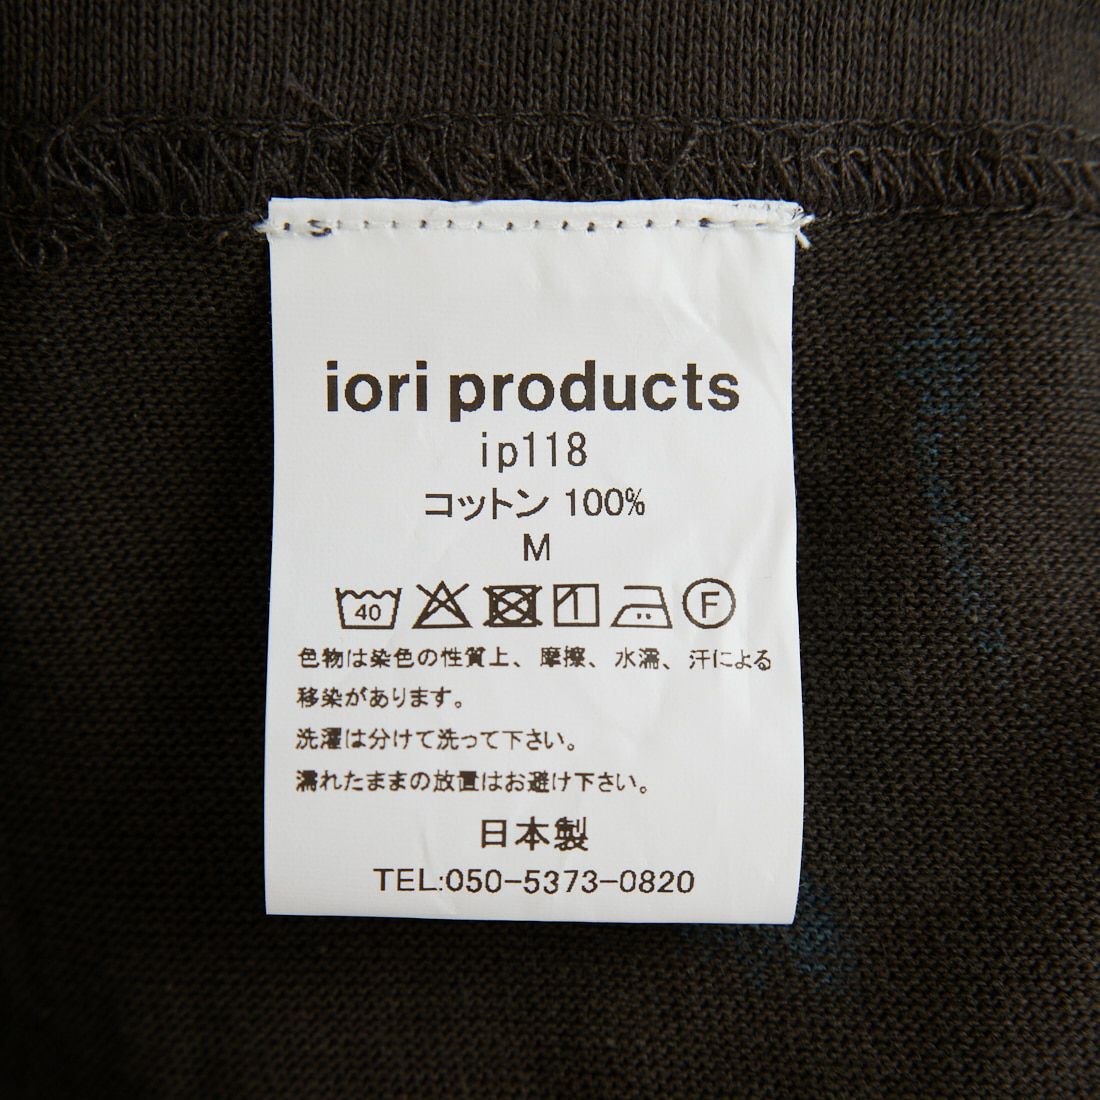 iori products
ip118
コットン 100%
M
40 1 F
色物は染色の性質上、摩擦、水濡、汗による
移染があります。
洗濯は分けて洗って下さい。
濡れたままの放置はお避け下さい。
日本製
TEL:050-5373-0820